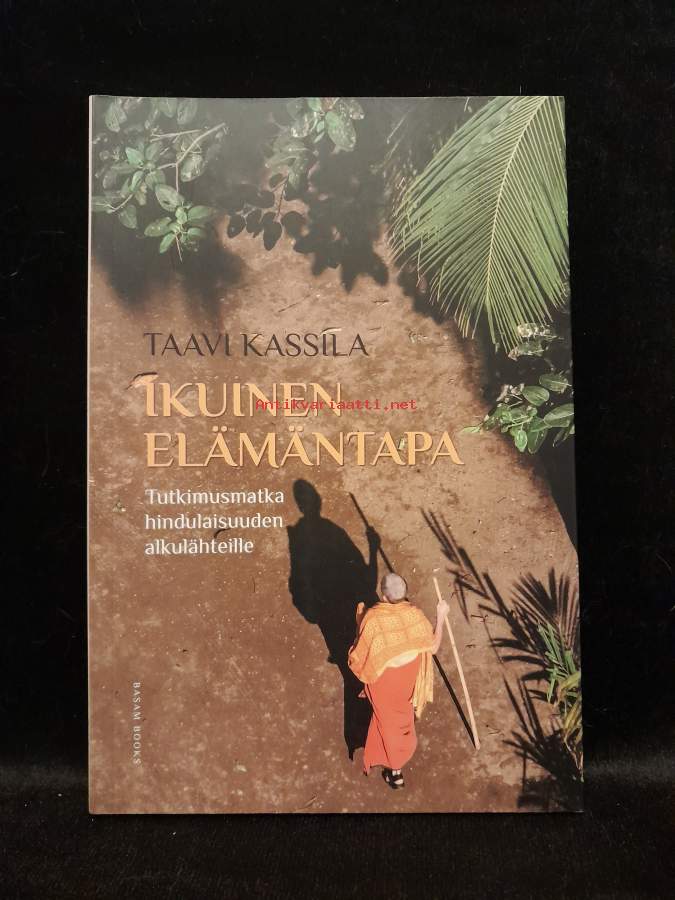 TAAVI KASSILA
IKUINEN
Antikvariaatti.net
ELÄMÄNTAPA
Tutkimusmatka
hindulaisuuden
alkulähteille
BASAM BOOKS